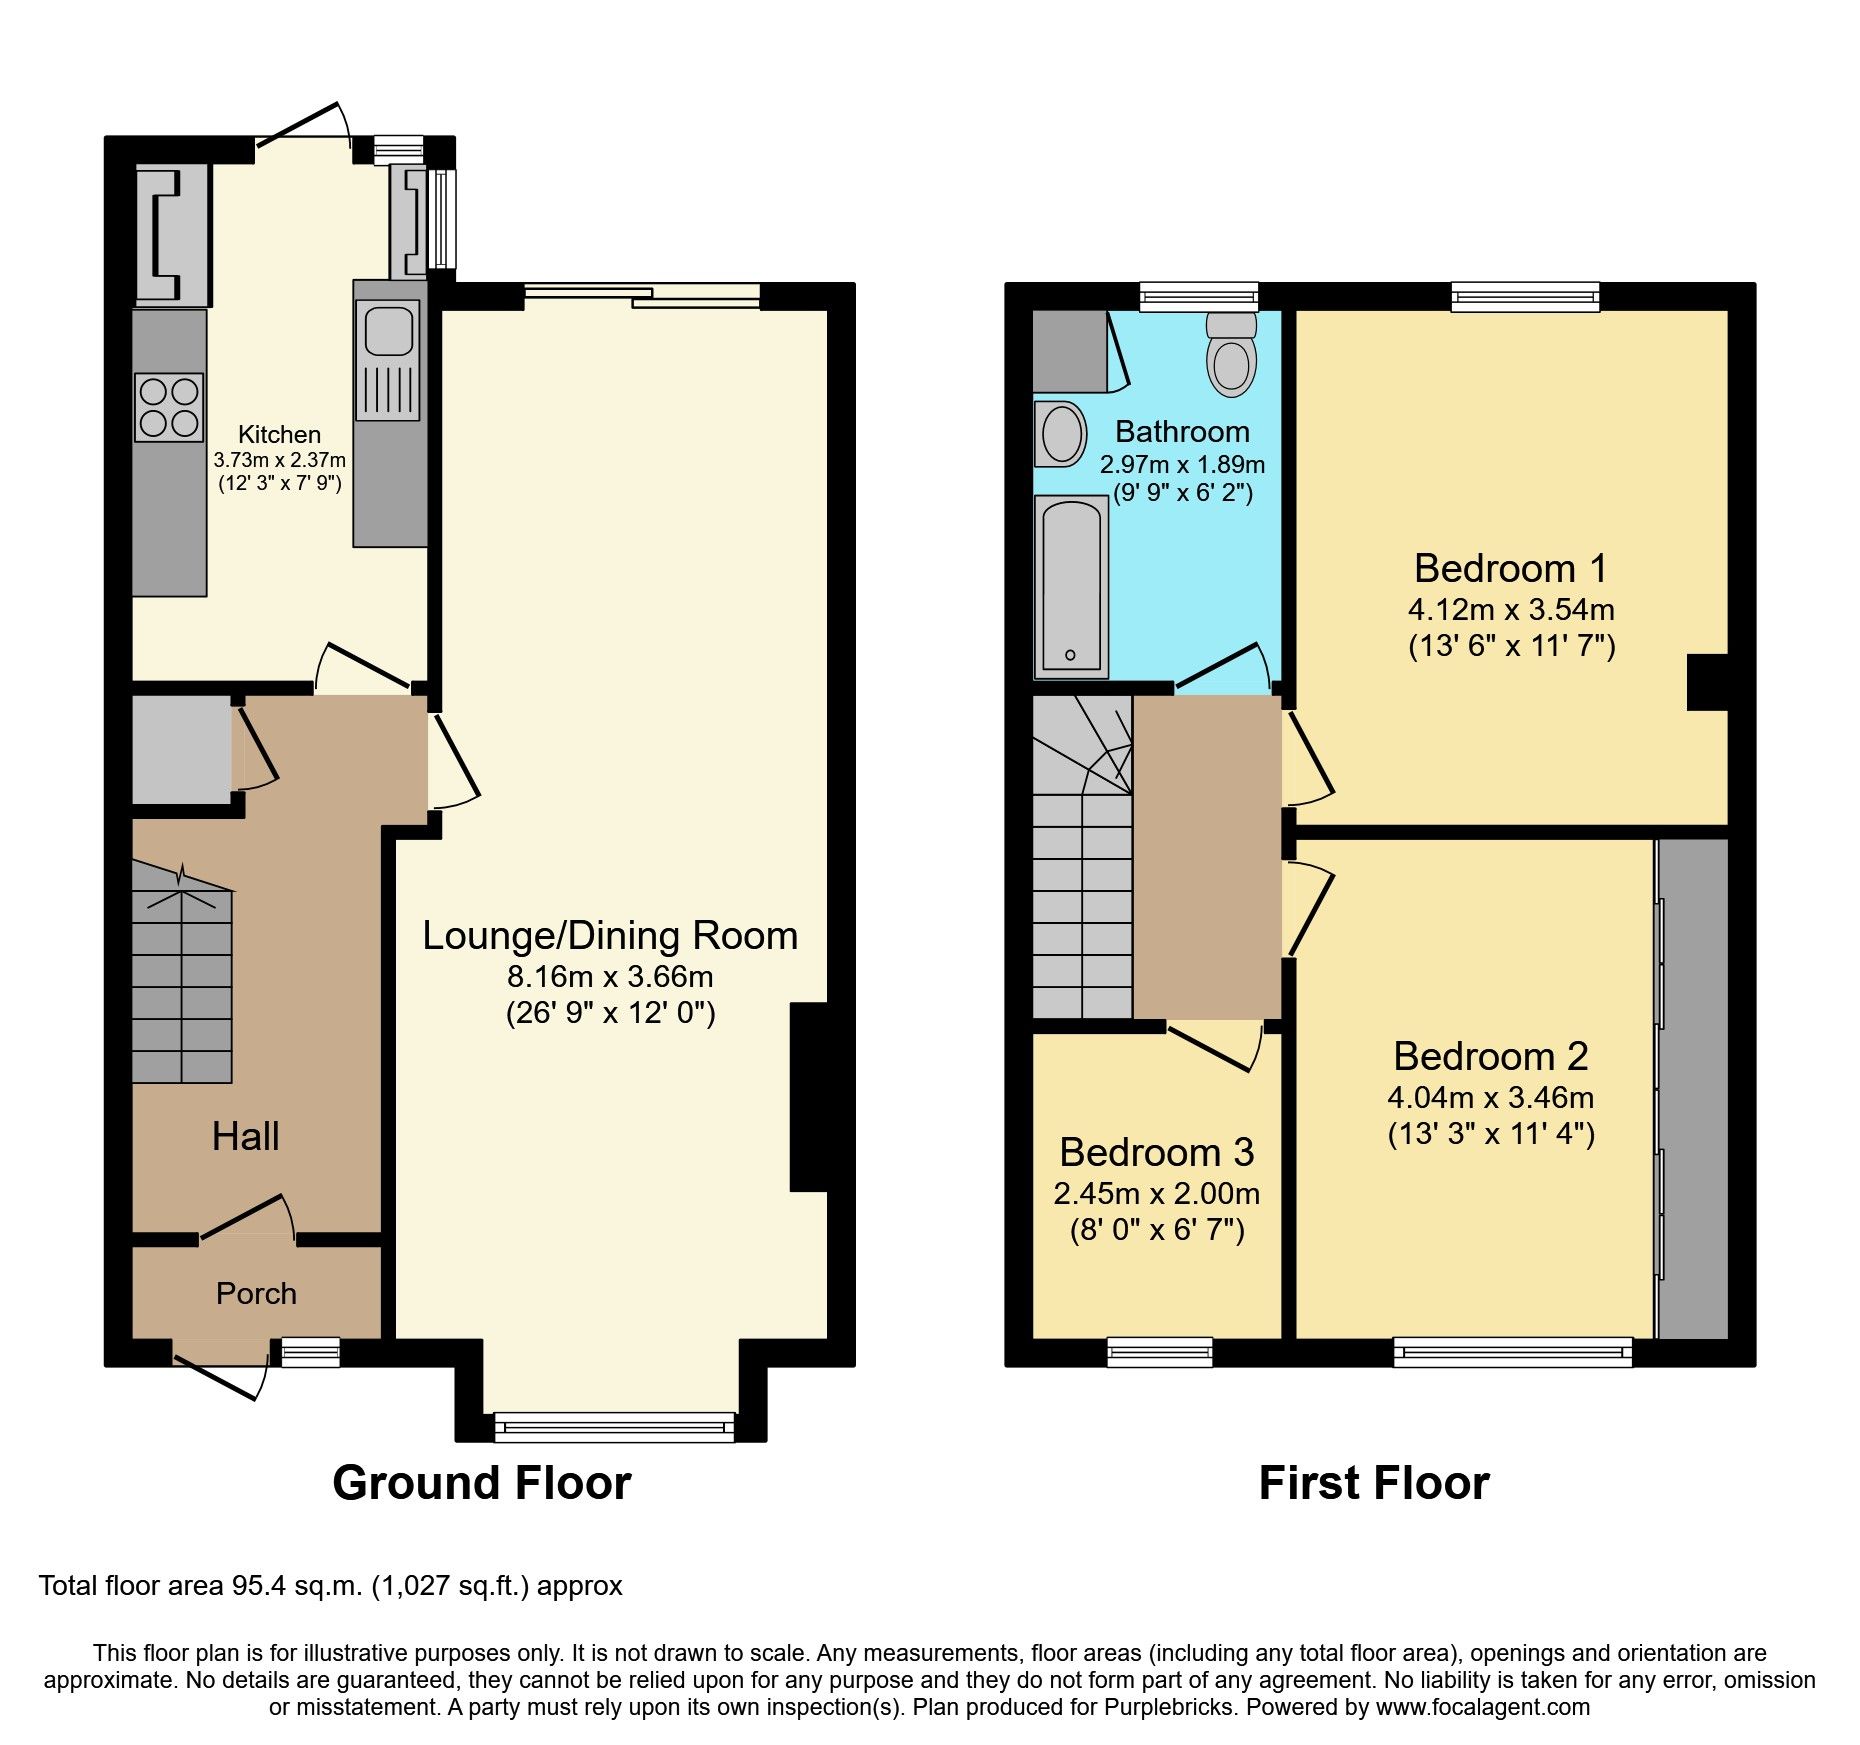 Kitchen
3.73m x 2.37m
(12' 3" x 7' 9")
Lounge/Dining Room
8.16m x 3.66m
(26' 9" x 12' 0")
Hall
Porch
Ground Floor
Bathroom
2.97m x 1.89m
(9' 9" x 6' 2")
Bedroom 1
4.12m x 3.54m
(13' 6" x 11' 7")
Bedroom 2
4.04m x 3.46m
(13' 3" x 11' 4")
Bedroom 3
2.45m x 2.00m
(8' 0" x 6' 7")
First Floor
Total floor area 95.4 sq.m. (1,027 sq.ft.) approx
This floor plan is for illustrative purposes only. It is not drawn to scale. Any measurements, floor areas (including any total floor area), openings and orientation are
approximate. No details are guaranteed, they cannot be relied upon for any purpose and they do not form part of any agreement. No liability is taken for any error, omission
or misstatement. A party must rely upon its own inspection(s). Plan produced for Purplebricks. Powered by www.focalagent.com